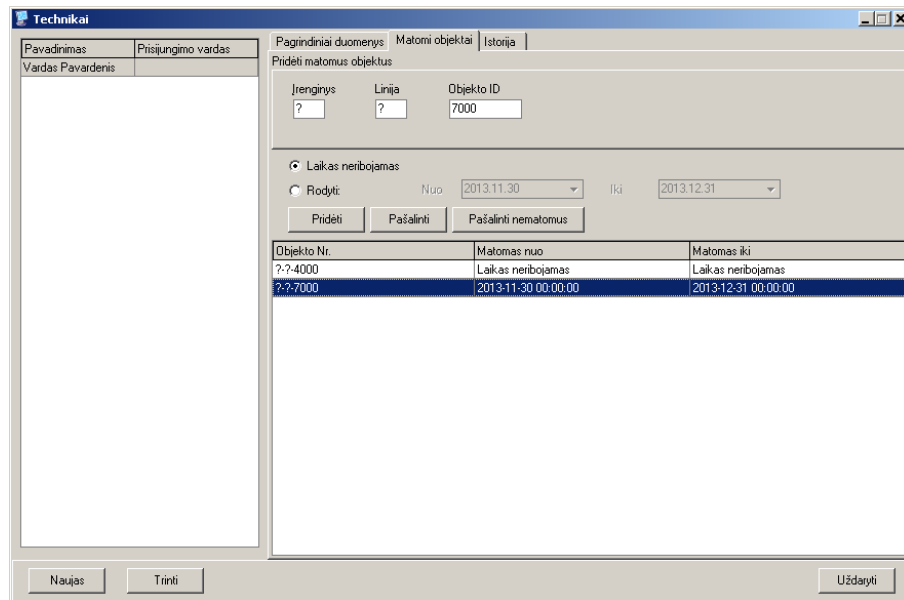 Technikai
Pavadinimas Prisijungimo vardas
Vardas Pavardenis
Pagrindiniai duomenys Matomi objektai Istorija
Pridėti matomus objektus
Įrenginys Linija Objekto ID
? ? 7000
Laikas neribojamas
Rodyti: Nuo 2013.11.30 Iki 2013.12.31
Pridėti Pašalinti Pašalinti nematomus
Objekto Nr. Matomas nuo Matomas iki
?-?-4000 Laikas neribojamas Laikas neribojamas
?-?-7000 2013-11-30 00:00:00 2013-12-31 00:00:00
Naujas Trinti Uždaryti